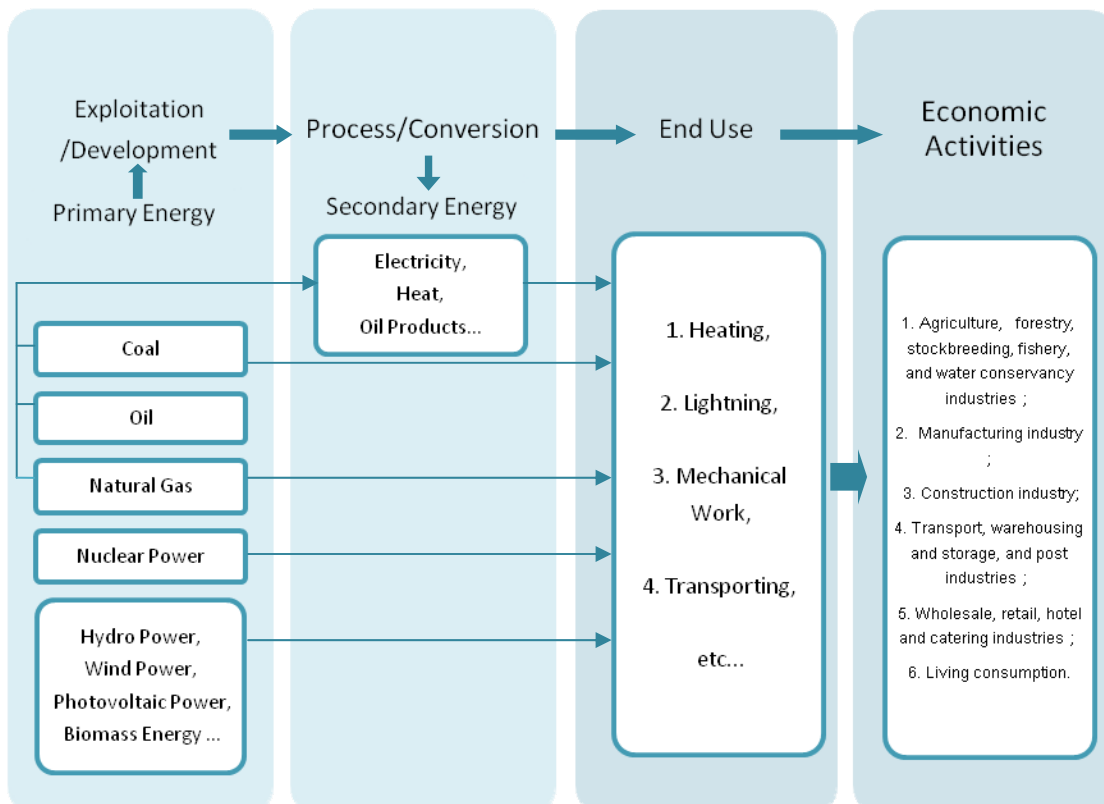 Exploitation
/Development
Primary Energy
Coal
Oil
Natural Gas
Nuclear Power
Hydro Power,
Wind Power,
Photovoltaic Power,
Biomass Energy ...
Process/Conversion
Secondary Energy
Electricity,
Heat,
Oil Products...
End Use
1. Heating,
2. Lightning,
3. Mechanical
Work,
4. Transporting,
etc...
Economic
Activities
1. Agriculture, forestry,
stockbreeding, fishery,
and water conservancy
industries ;
2. Manufacturing industry
;
3. Construction industry;
4. Transport, warehousing
and storage, and post
industries ;
5. Wholesale, retail, hotel
and catering industries ;
6. Living consumption.